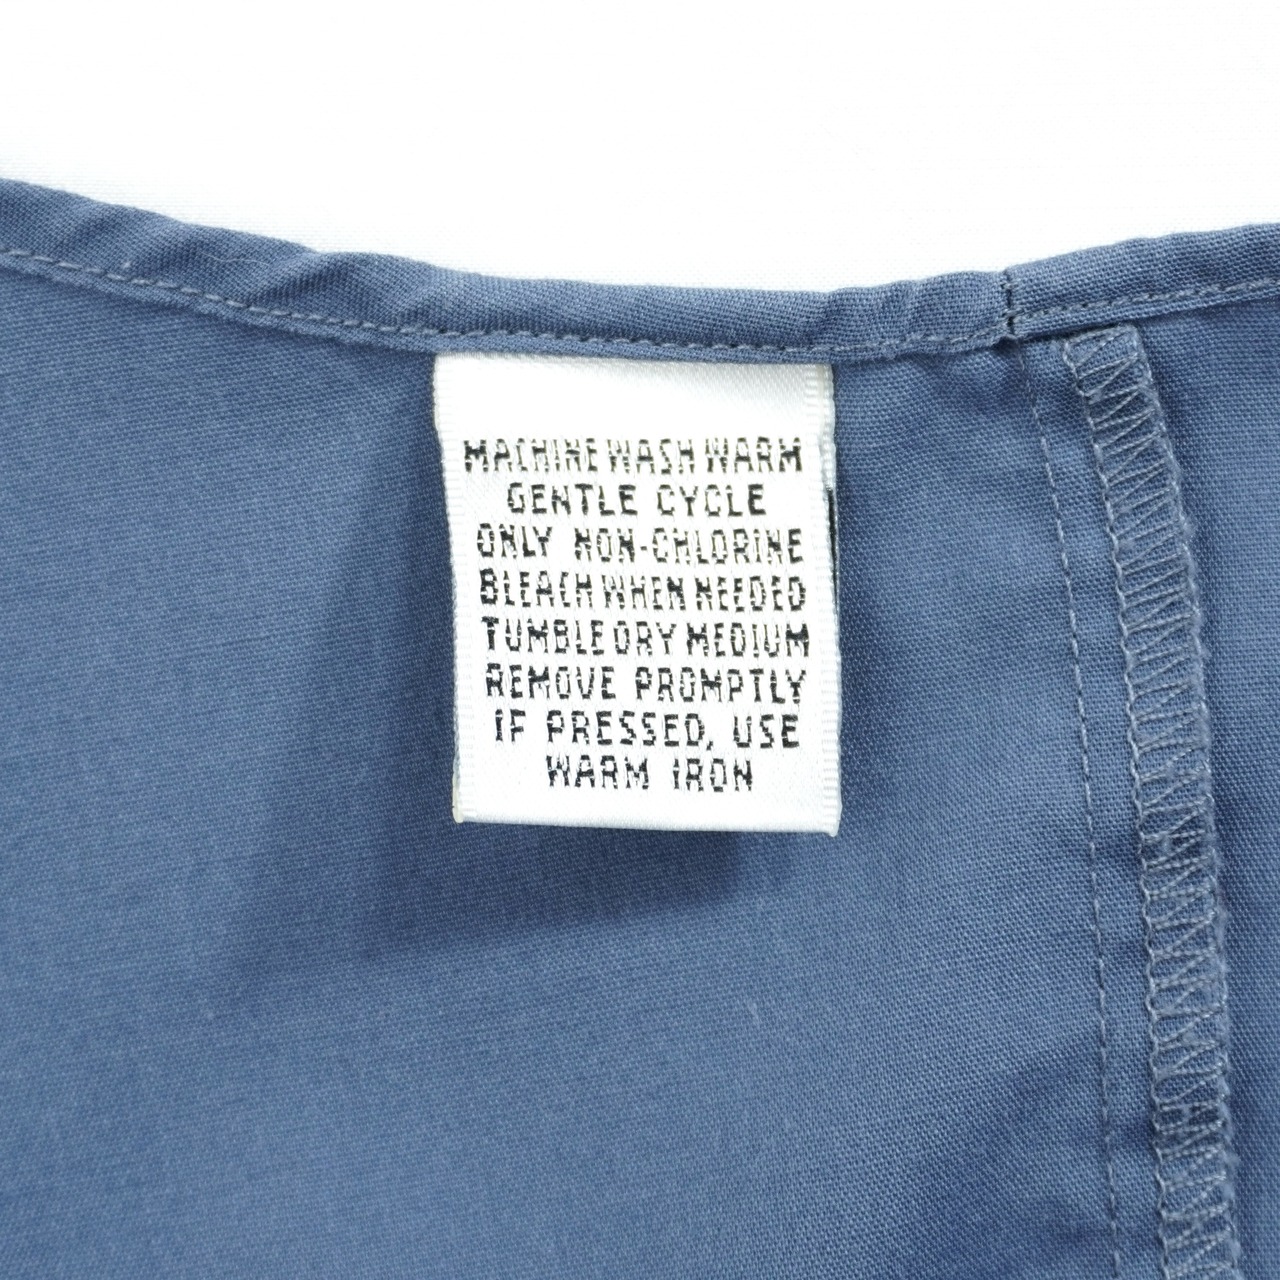 MACHINE WASH WARM
GENTLE CYCLE
ONLY NON-CHLORINE
BLEACH WHEN NEEDED
TUMBLE DRY MEDIUM
REMOVE PROMPTLY
IF PRESSED, USE
WARM IRON